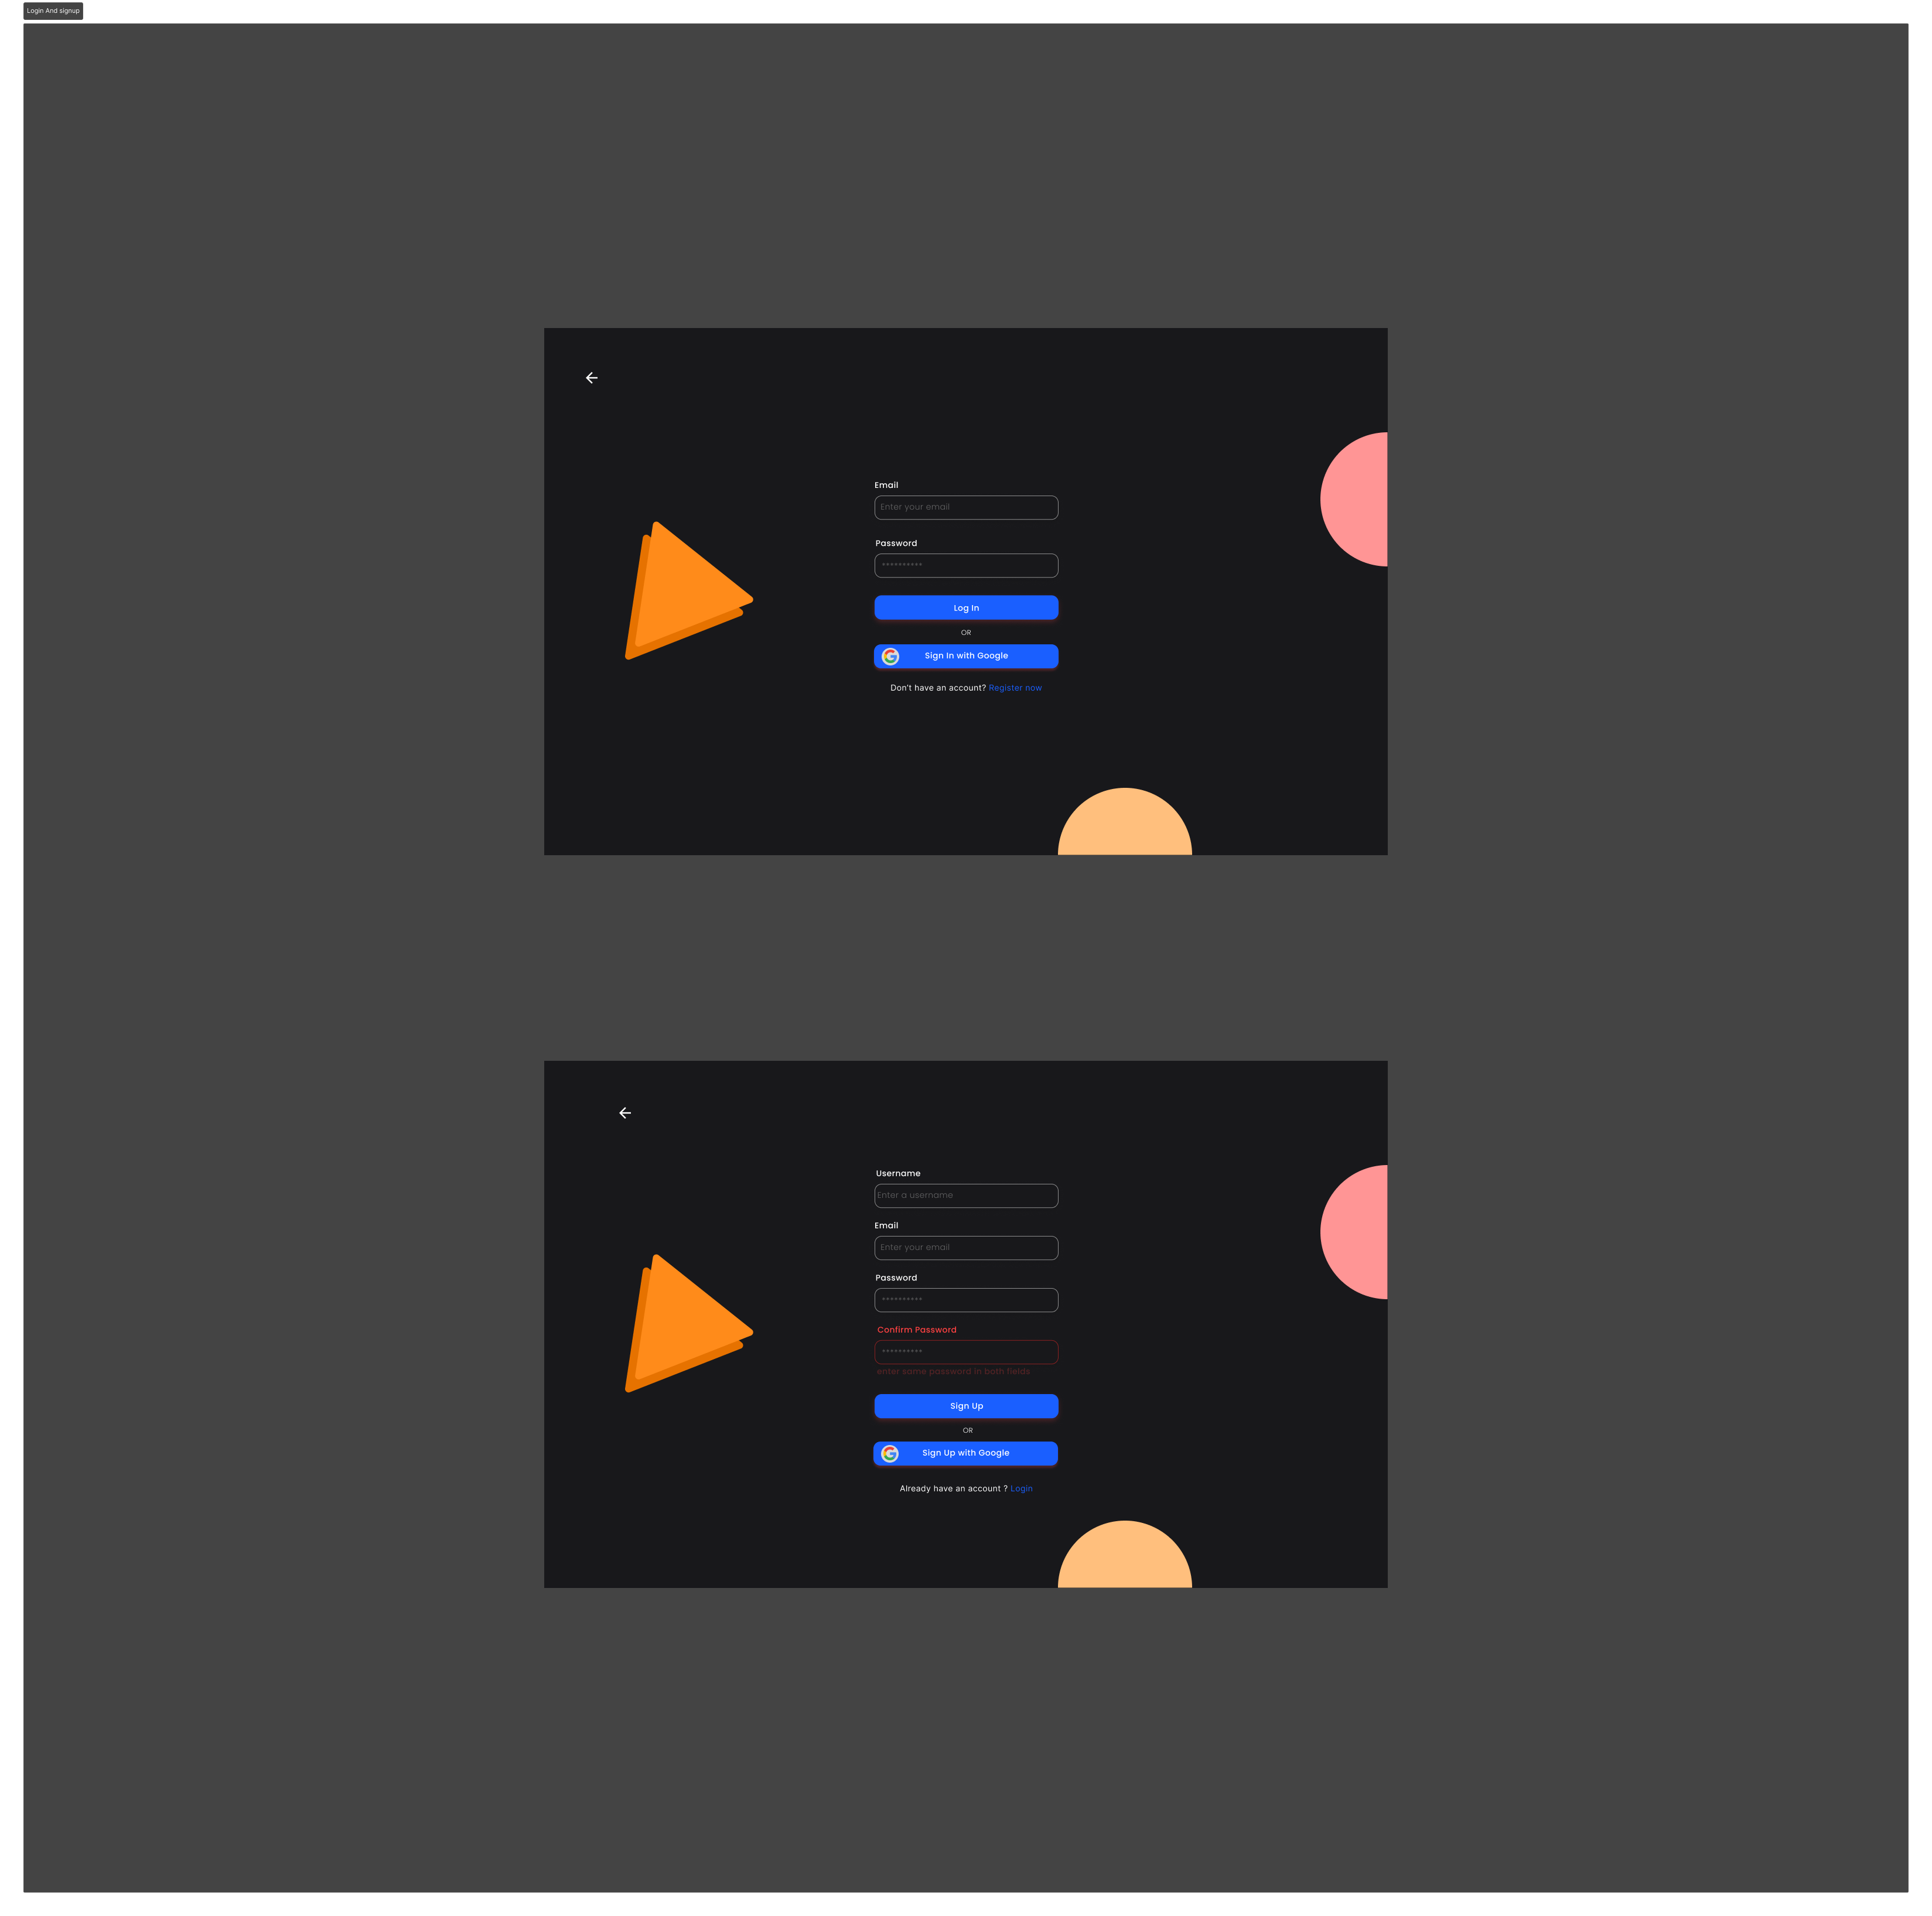 Login And signup
Email
Enter your email
Password
**********
Log In
OR
Sign In with Google
Don't have an account? Register now
Username
Enter a username
Email
Enter your email
Password
**********
Confirm Password
**********
enter same password in both fields
Sign Up
OR
Sign Up with Google
Already have an account ? Login